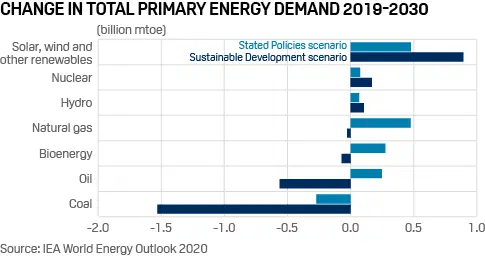 CHANGE IN TOTAL PRIMARY ENERGY DEMAND 2019-2030
(billion mtoe)
Solar, wind and
other renewables
Stated Policies scenario
Sustainable Development scenario
Nuclear
Hydro
Natural gas
Bioenergy
Oil
Coal
-2.0 -1.5 -1.0 -0.5 0.0 0.5 1.0
Source: IEA World Energy Outlook 2020